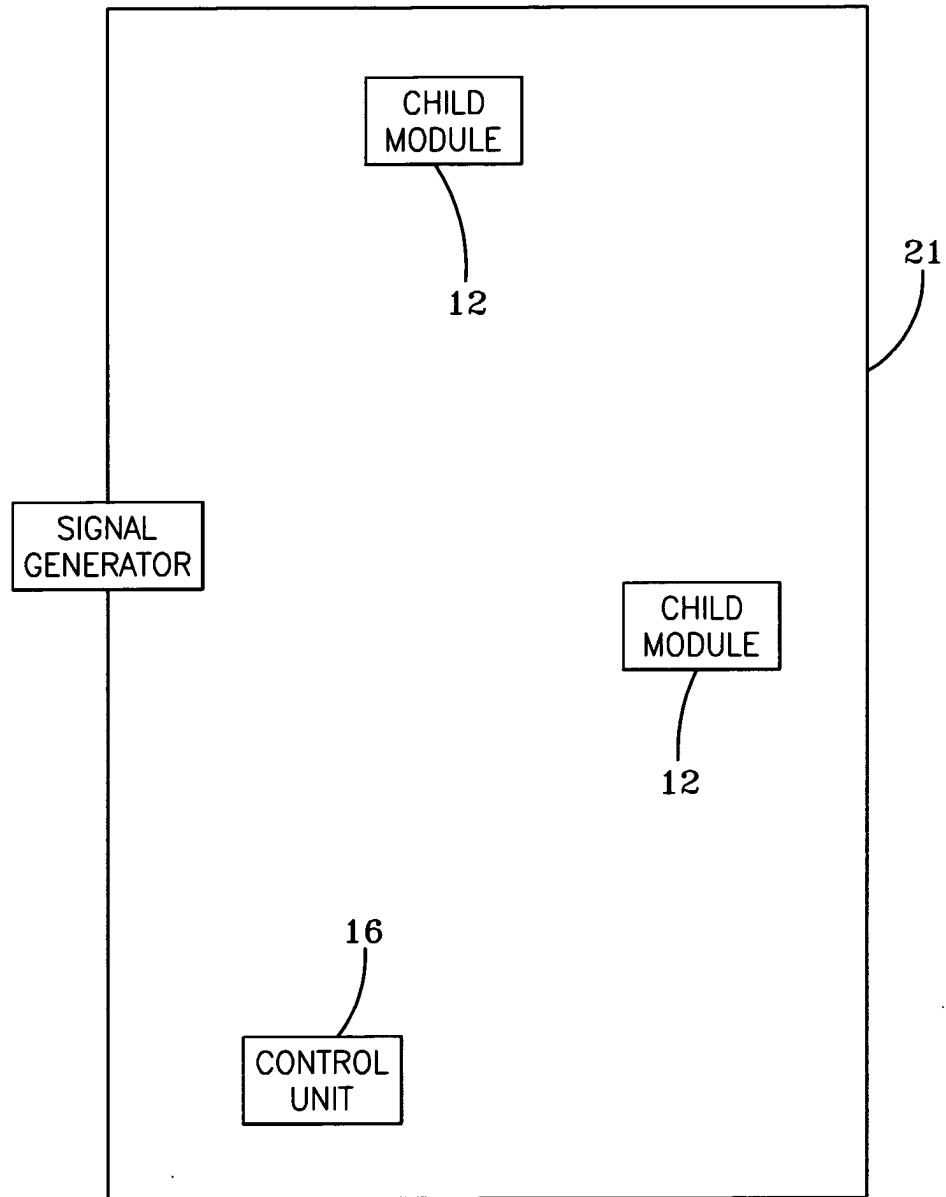 CHILD
MODULE
12
21
SIGNAL
GENERATOR
CHILD
MODULE
12
16
CONTROL
UNIT